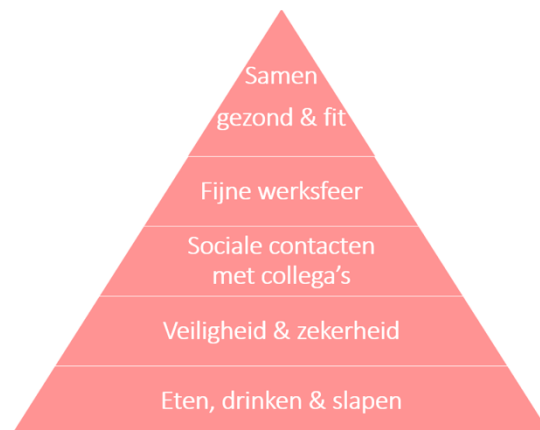 Samen
gezond & fit
Fijne werksfeer
Sociale contacten
met collega's
Veiligheid & zekerheid
Eten, drinken & slapen